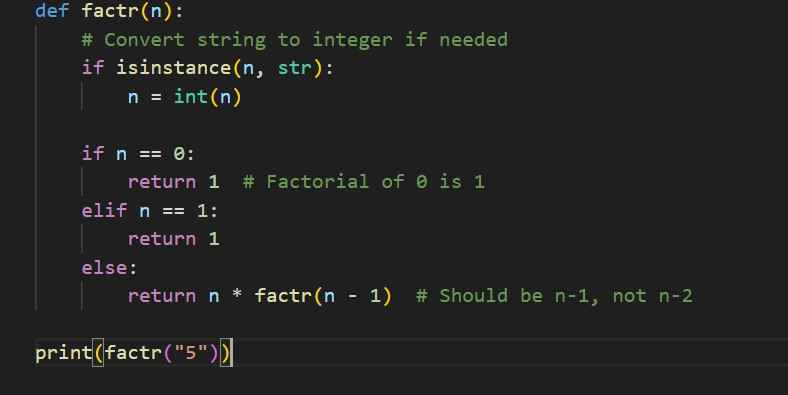 def factr(n):
    # Convert string to integer if needed
    if isinstance(n, str):
        n = int(n)

    if n == 0:
        return 1  # Factorial of 0 is 1
    elif n == 1:
        return 1
    else:
        return n * factr(n - 1)  # Should be n-1, not n-2

print(factr("5"))